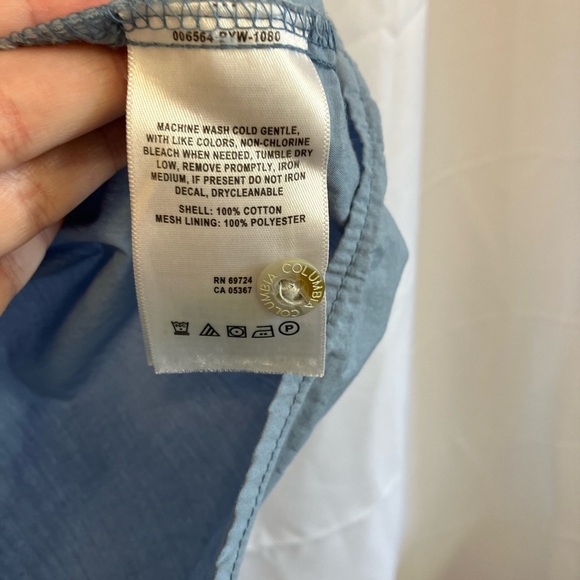 006564 PYW-1080
MACHINE WASH COLD GENTLE,
WITH LIKE COLORS, NON-CHLORINE
BLEACH WHEN NEEDED, TUMBLE DRY
LOW, REMOVE PROMPTLY, IRON
MEDIUM, IF PRESENT DO NOT IRON
DECAL, DRYCLEANABLE
SHELL: 100% COTTON
MESH LINING: 100% POLYESTER
RN 69724
CA 05367
COLUMBIA COLUMBIA
P